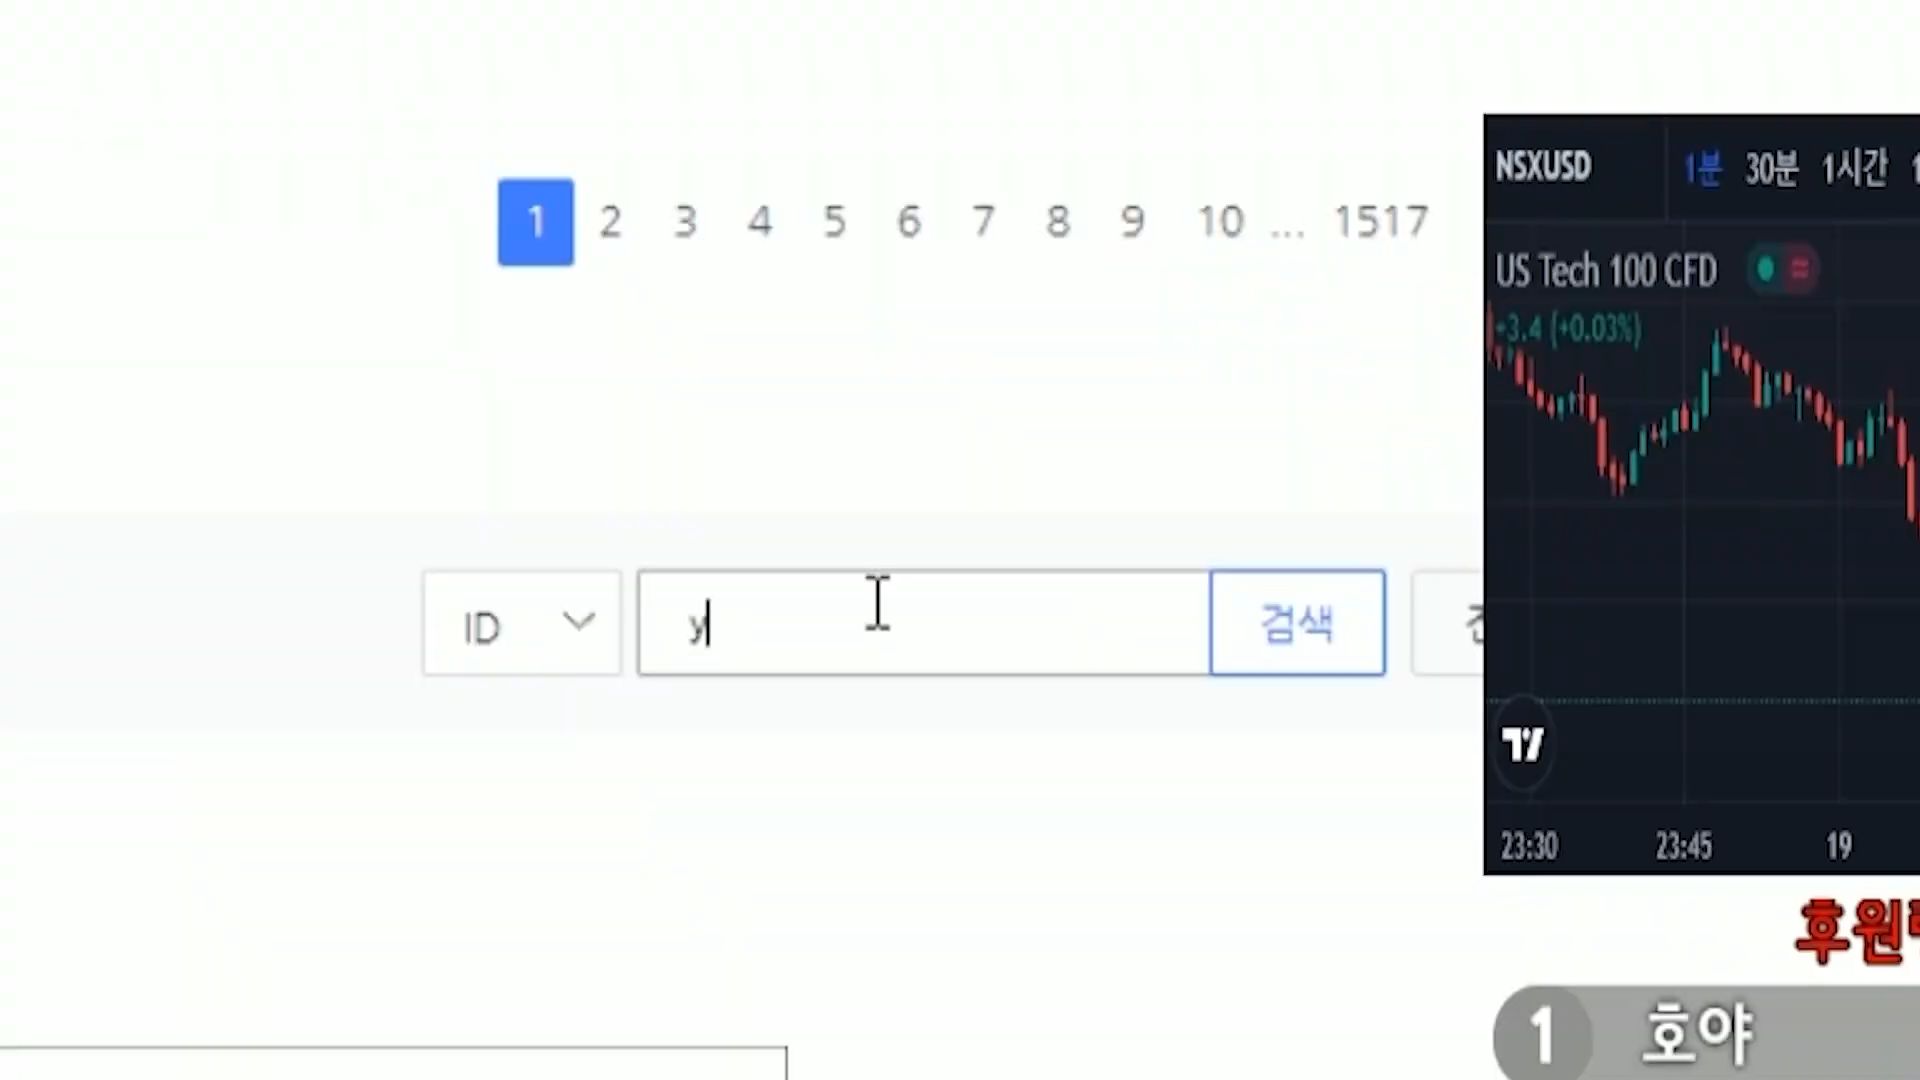 1 2 3 4 5 6 7 8 9 10 ... 1517
ID
y
검색
NSXUSD
1분 30분 1시간
US Tech 100 CFD
+3.4 (+0.03%)
23:30 23:45 19
후원
1 호야